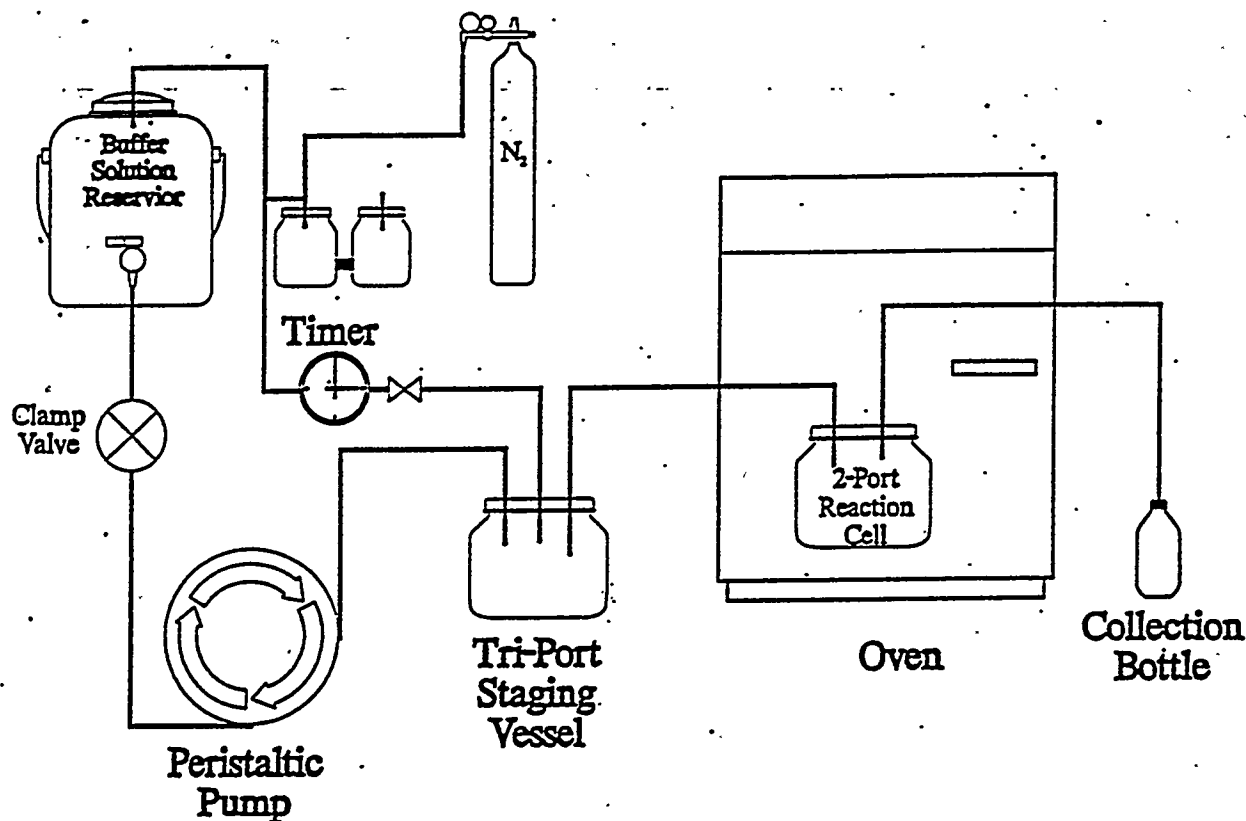 Buffer
Solution
Reservior
N₂
Timer
Clamp
Valve
2-Port
Reaction
Cell
Tri-Port
Staging
Vessel
Oven
Collection
Bottle
Peristaltic
Pump